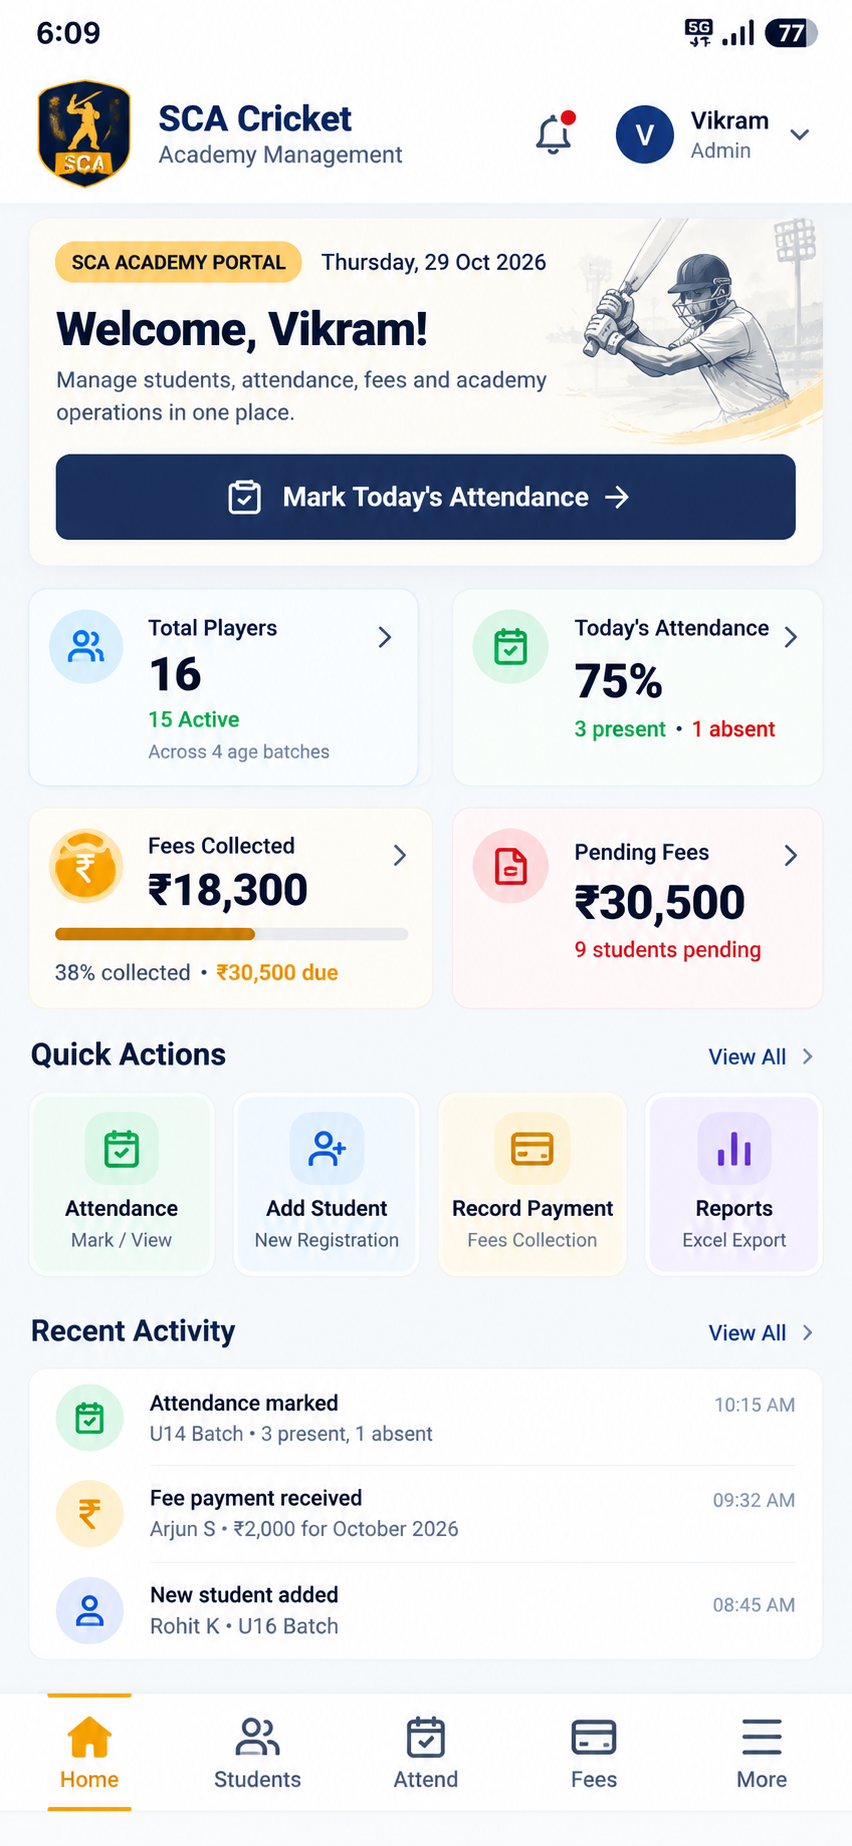 6:09
5G
77
SCA
SCA Cricket
Academy Management
V
Vikram
Admin
SCA ACADEMY PORTAL
Thursday, 29 Oct 2026
Welcome, Vikram!
Manage students, attendance, fees and academy
operations in one place.
Mark Today's Attendance →
Total Players
16
15 Active
Across 4 age batches
Today's Attendance
75%
3 present • 1 absent
₹
Fees Collected
₹18,300
38% collected • ₹30,500 due
Pending Fees
₹30,500
9 students pending
Quick Actions
View All
Attendance
Mark / View
Add Student
New Registration
Record Payment
Fees Collection
Reports
Excel Export
Recent Activity
View All
Attendance marked
10:15 AM
U14 Batch • 3 present, 1 absent
₹
Fee payment received
09:32 AM
Arjun S • ₹2,000 for October 2026
New student added
08:45 AM
Rohit K • U16 Batch
Home
Students
Attend
Fees
More